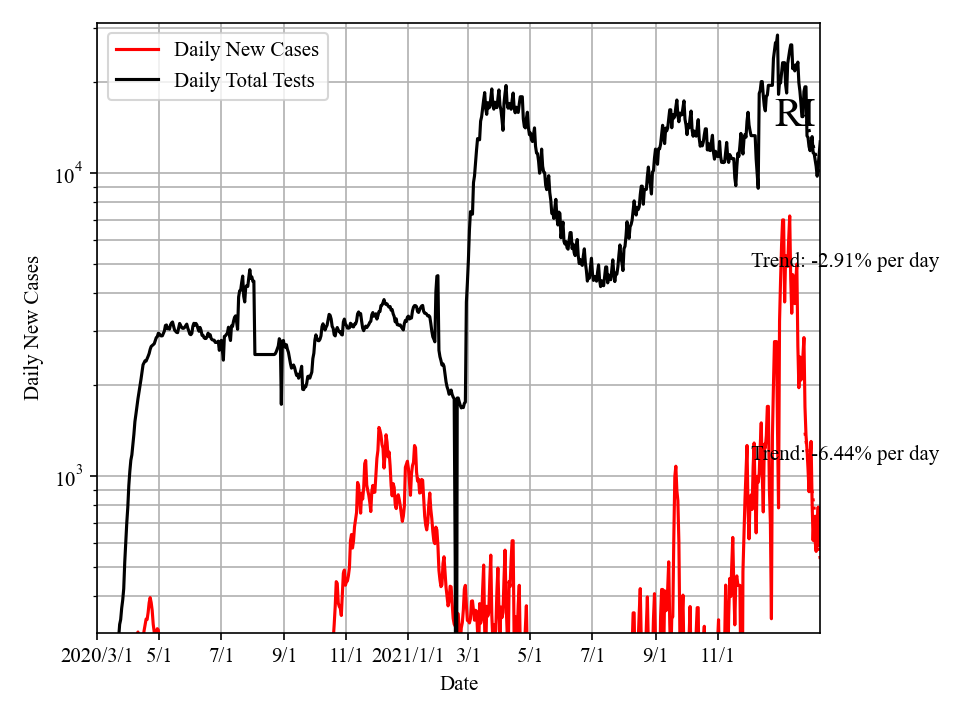 Daily New Cases
Daily Total Tests
RI
Trend: -2.91% per day
Trend: -6.44% per day
10^4
10^3
Daily New Cases
2020/3/1 5/1 7/1 9/1 11/1 2021/1/1 3/1 5/1 7/1 9/1 11/1
Date